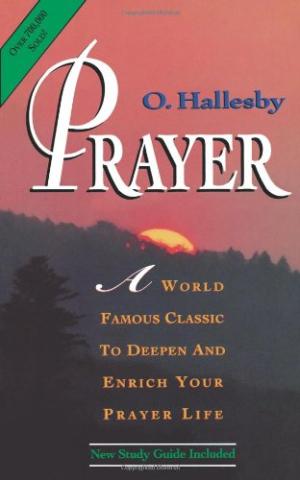 OVER 700,000
SOLD!
O. Hallesby
PRAYER
A WORLD
FAMOUS CLASSIC
TO DEEPEN AND
ENRICH YOUR
PRAYER LIFE
New Study Guide Included